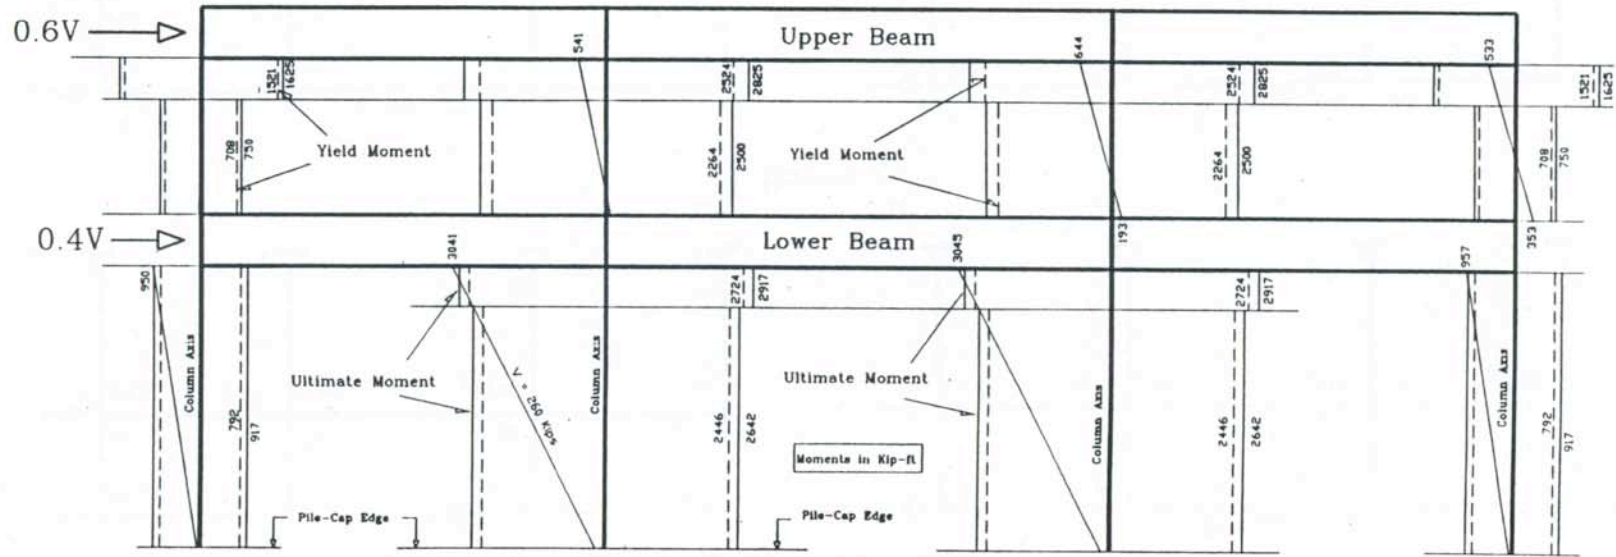 0.6V
Upper Beam
541
644
533
1521
1625
2524
2825
2524
2825
1521
1625
Yield Moment
Yield Moment
708
750
2264
2500
2264
2500
708
750
0.4V
Lower Beam
3041
3045
193
957
353
950
2724
2917
2724
2917
Column Axis
Ultimate Moment
V = 260 Kips
Column Axis
Ultimate Moment
Column Axis
Column Axis
792
917
2446
2642
Moments in Kip-ft
2446
2642
792
917
Pile-Cap Edge
Pile-Cap Edge